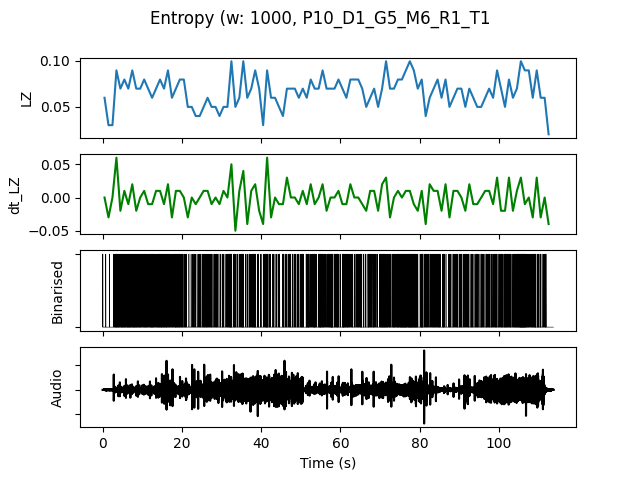 Entropy (w: 1000, P10_D1_G5_M6_R1_T1
0.10
0.05
LZ
0.05
0.00
−0.05
dt_LZ
Binarised
Audio
0 20 40 60 80 100
Time (s)